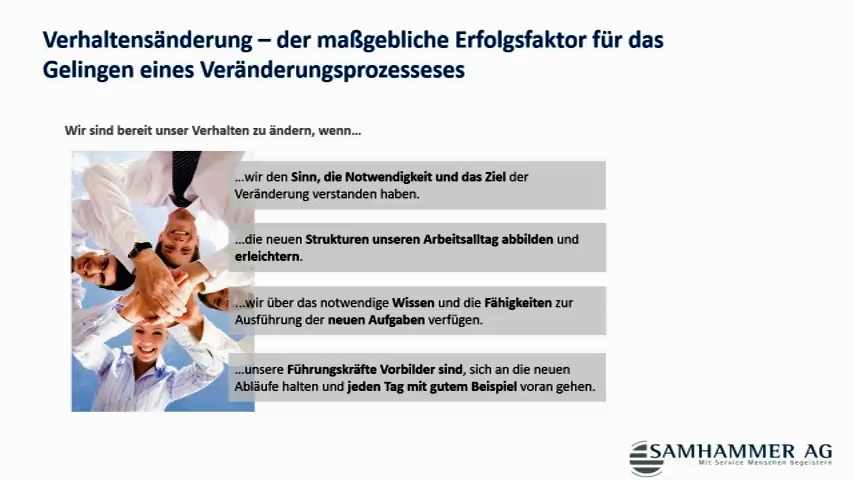 Verhaltensänderung – der maßgebliche Erfolgsfaktor für das
Gelingen eines Veränderungsprozesseses
Wir sind bereit unser Verhalten zu ändern, wenn…
…wir den Sinn, die Notwendigkeit und das Ziel der
Veränderung verstanden haben.
…die neuen Strukturen unseren Arbeitsalltag abbilden und
erleichtern.
…wir über das notwendige Wissen und die Fähigkeiten zur
Ausführung der neuen Aufgaben verfügen.
…unsere Führungskräfte Vorbilder sind, sich an die neuen
Abläufe halten und jeden Tag mit gutem Beispiel voran gehen.
SAMHAMMER AG
Mit Service Menschen begeistern